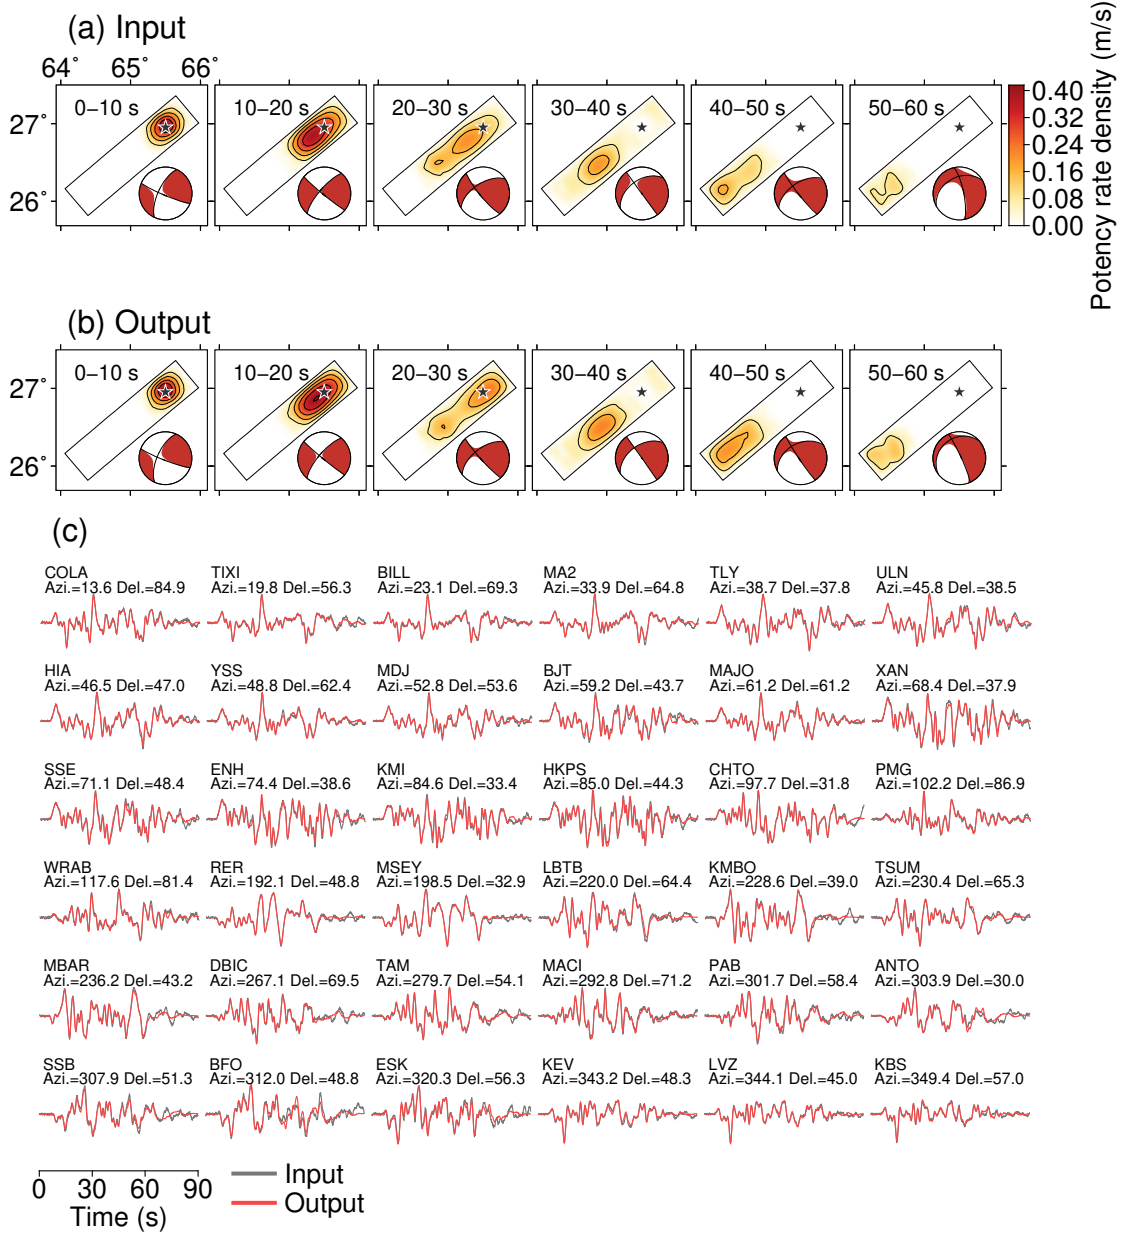 (a) Input
64˚ 65˚ 66˚
0–10 s 10–20 s 20–30 s 30–40 s 40–50 s 50–60 s
27˚
26˚
0.40
0.32
0.24
0.16
0.08
0.00
Potency rate density (m/s)
(b) Output
0–10 s 10–20 s 20–30 s 30–40 s 40–50 s 50–60 s
27˚
26˚
(c)
COLA TIXI BILL MA2 TLY ULN
Azi.=13.6 Del.=84.9 Azi.=19.8 Del.=56.3 Azi.=23.1 Del.=69.3 Azi.=33.9 Del.=64.8 Azi.=38.7 Del.=37.8 Azi.=45.8 Del.=38.5
HIA YSS MDJ BJT MAJO XAN
Azi.=46.5 Del.=47.0 Azi.=48.8 Del.=62.4 Azi.=52.8 Del.=53.6 Azi.=59.2 Del.=43.7 Azi.=61.2 Del.=61.2 Azi.=68.4 Del.=37.9
SSE ENH KMI HKPS CHTO PMG
Azi.=71.1 Del.=48.4 Azi.=74.4 Del.=38.6 Azi.=84.6 Del.=33.4 Azi.=85.0 Del.=44.3 Azi.=97.7 Del.=31.8 Azi.=102.2 Del.=86.9
WRAB RER MSEY LBTB KMBO TSUM
Azi.=117.6 Del.=81.4 Azi.=192.1 Del.=48.8 Azi.=198.5 Del.=32.9 Azi.=220.0 Del.=64.4 Azi.=228.6 Del.=39.0 Azi.=230.4 Del.=65.3
MBAR DBIC TAM MACI PAB ANTO
Azi.=236.2 Del.=43.2 Azi.=267.1 Del.=69.5 Azi.=279.7 Del.=54.1 Azi.=292.8 Del.=71.2 Azi.=301.7 Del.=58.4 Azi.=303.9 Del.=30.0
SSB BFO ESK KEV LVZ KBS
Azi.=307.9 Del.=51.3 Azi.=312.0 Del.=48.8 Azi.=320.3 Del.=56.3 Azi.=343.2 Del.=48.3 Azi.=344.1 Del.=45.0 Azi.=349.4 Del.=57.0
0 30 60 90
Time (s)
Input
Output